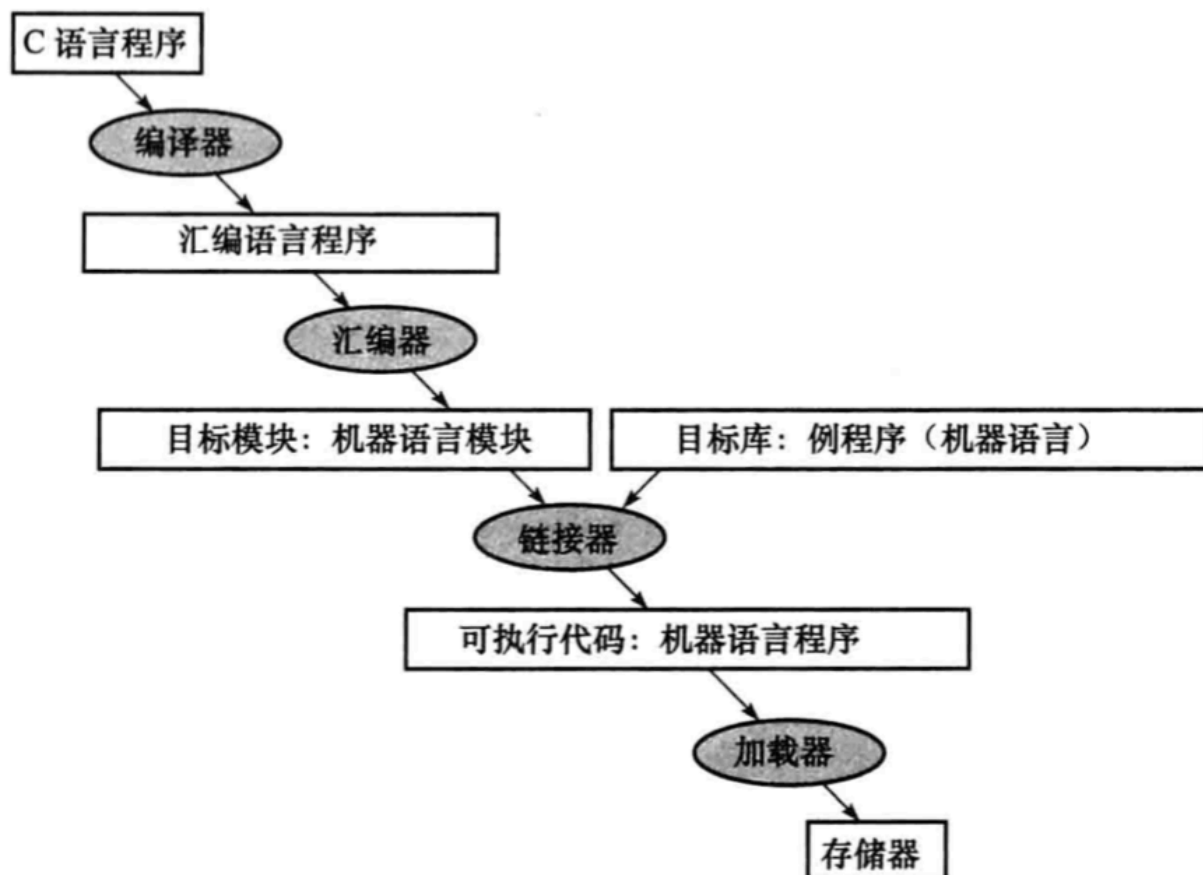 C 语言程序
编译器
汇编语言程序
汇编器
目标模块：机器语言模块
目标库：例程序（机器语言）
链接器
可执行代码：机器语言程序
加载器
存储器